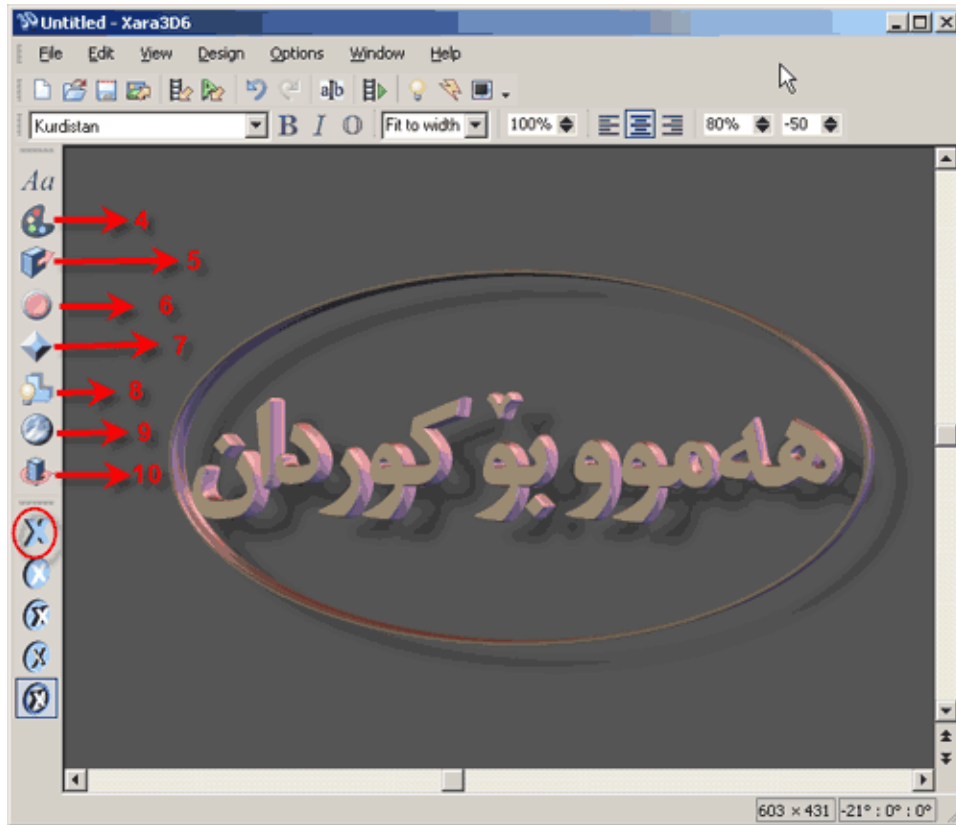 Untitled - Xara3D6
File Edit View Design Options Window Help
a|b
Kurdistan B I O Fit to width 100% 80% -50
Aa
4
5
6
7
8
9
10
هەموو بۆ کوردان
603 × 431 -21° : 0° : 0°